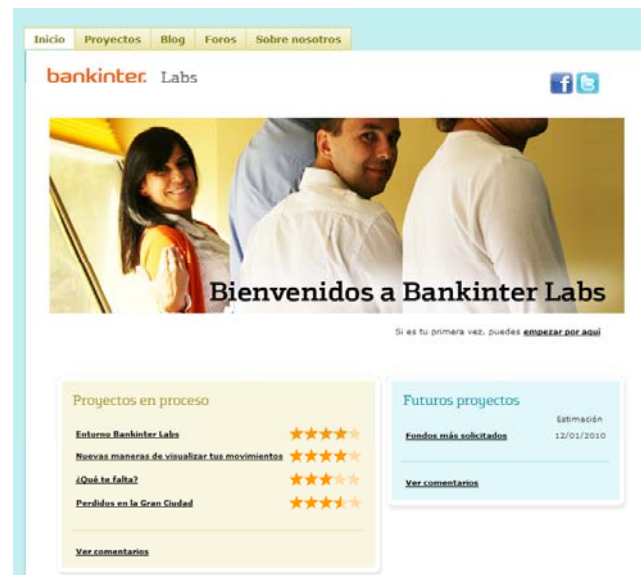 Inicio Proyectos Blog Foros Sobre nosotros
bankinter. Labs
Bienvenidos a Bankinter Labs
Si es tu primera vez, puedes empezar por aquí
Proyectos en proceso
Entorno Bankinter Labs
Nuevas maneras de visualizar tus movimientos
¿Qué te falta?
Perdidos en la Gran Ciudad
Ver comentarios
Futuros proyectos
Estimación
Fondos más solicitados 12/01/2010
Ver comentarios